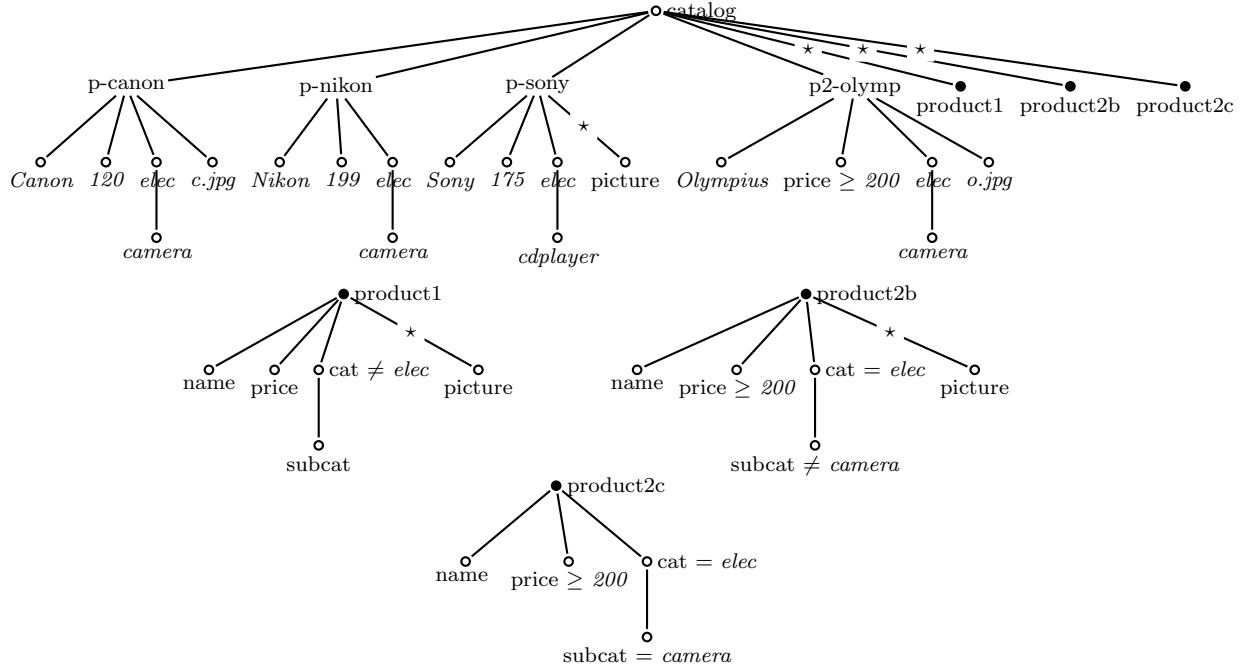 catalog
⋆ ⋆ ⋆
p-canon p-nikon p-sony p2-olymp
product1 product2b product2c
⋆
Canon 120 elec c.jpg Nikon 199 elec Sony 175 elec picture Olympius price ≥ 200 elec o.jpg
camera camera cdplayer camera
product1 product2b
⋆ ⋆
name price cat ≠ elec picture name price ≥ 200 cat = elec picture
subcat subcat ≠ camera
product2c
name price ≥ 200 cat = elec
subcat = camera